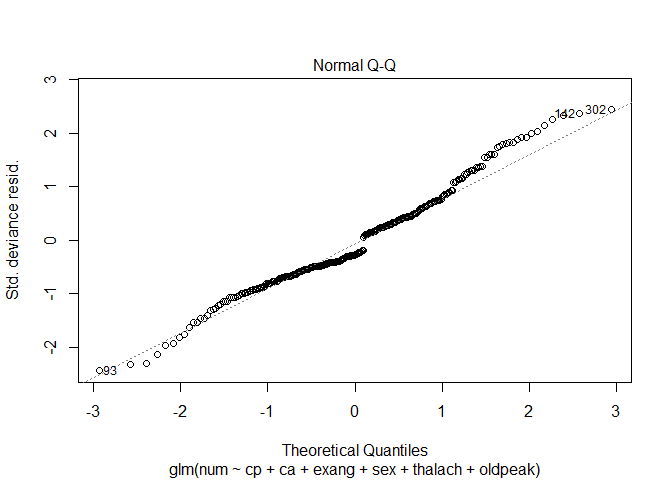 Normal Q-Q
3
2
1
0
-1
-2
Std. deviance resid.
142
302
93
-3 -2 -1 0 1 2 3
Theoretical Quantiles
glm(num ~ cp + ca + exang + sex + thalach + oldpeak)